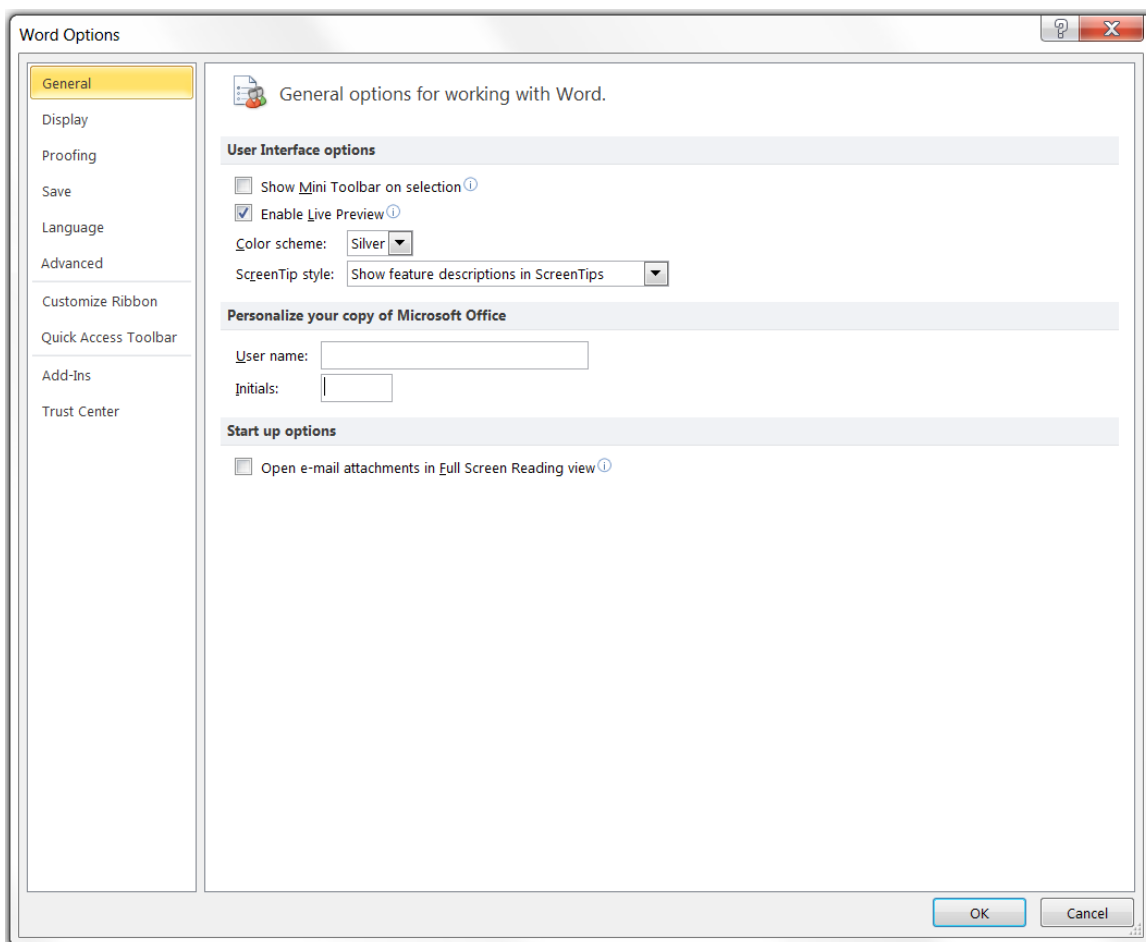 Word Options
General
Display
Proofing
Save
Language
Advanced
Customize Ribbon
Quick Access Toolbar
Add-Ins
Trust Center
General options for working with Word.
User Interface options
Show Mini Toolbar on selection
Enable Live Preview
Color scheme: Silver
ScreenTip style: Show feature descriptions in ScreenTips
Personalize your copy of Microsoft Office
User name:
Initials:
Start up options
Open e-mail attachments in Full Screen Reading view
OK Cancel